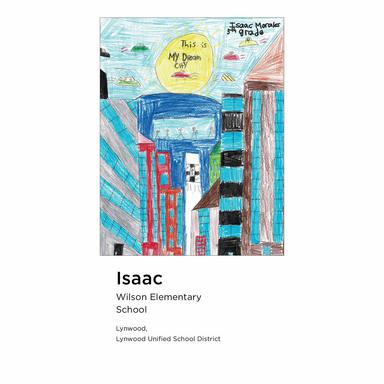 This is
MY Dream
City
Isaac Morales
5th grade
Isaac
Wilson Elementary
School
Lynwood,
Lynwood Unified School District